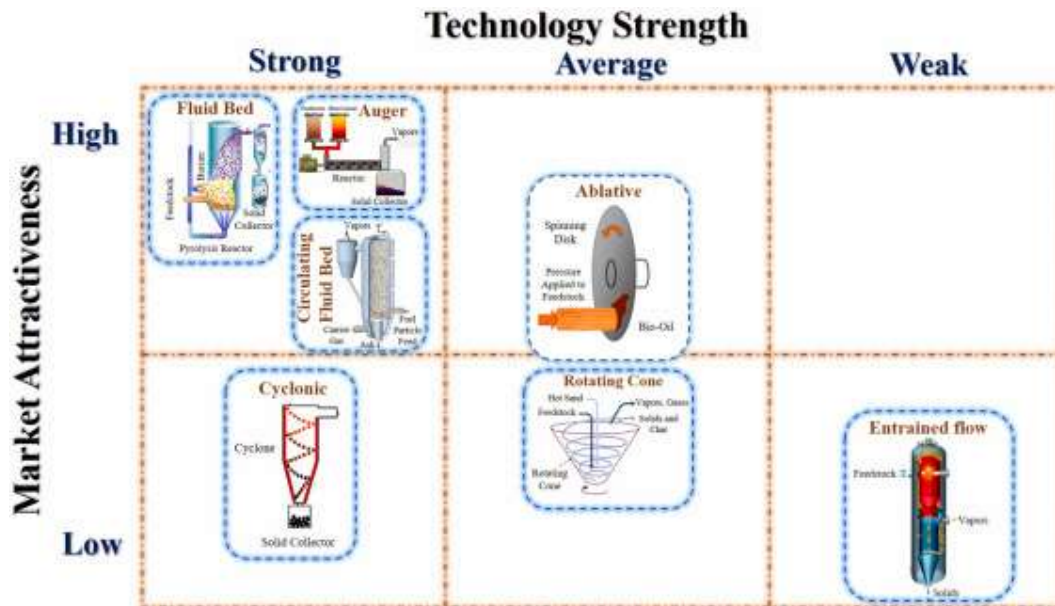 Technology Strength
Strong
Average
Weak
Market Attractiveness
High
Low
Fluid Bed
Feedstock
Solid
Collector
Pyrolysis Reactor
Auger
Vapors
Reactor
Solid Collector
Circulating
Fluid Bed
Vapors
Carrier
Gas
Ash
Fuel
Particle
Feed
Ablative
Spinning
Disk
Pressure
Applied to
Feedstock
Bio-Oil
Cyclonic
Cyclone
Solid Collector
Rotating Cone
Hot Sand
Feedstock
Vapors, Gases
Solids and
Char
Rotating
Cone
Entrained flow
Feedstock
Vapors
Solids